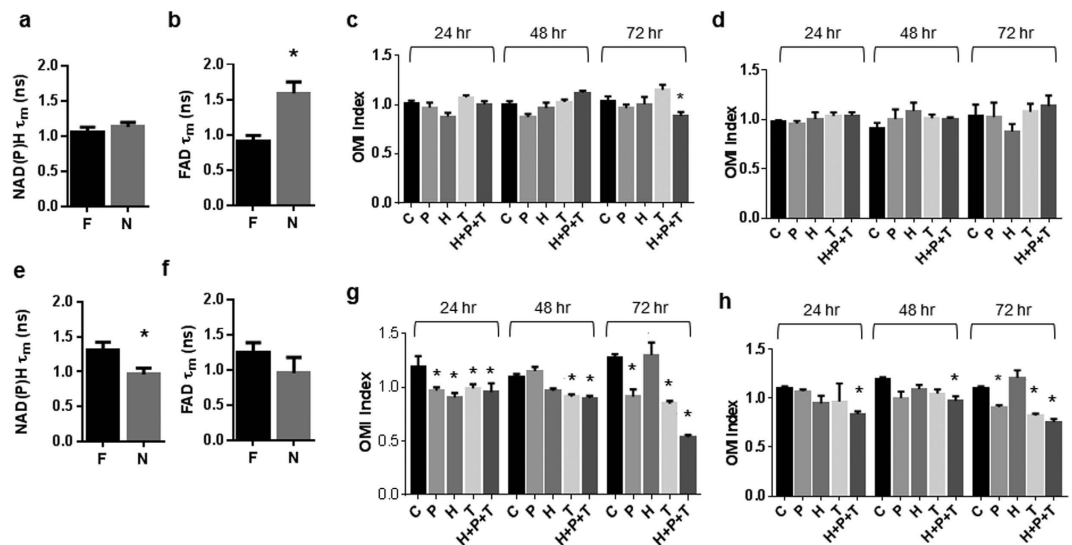 a
NAD(P)H τm (ns)
2.0
1.5
1.0
0.5
0.0
F N
b
FAD τm (ns)
2.0
1.5
1.0
0.5
0.0
*
F N
c
24 hr 48 hr 72 hr
OMI Index
1.5
1.0
0.5
0.0
*
C P H T H+P+T C P H T H+P+T C P H T H+P+T
d
24 hr 48 hr 72 hr
OMI Index
1.5
1.0
0.5
0.0
C P H T H+P+T C P H T H+P+T C P H T H+P+T
e
NAD(P)H τm (ns)
2.0
1.5
1.0
0.5
0.0
*
F N
f
FAD τm (ns)
2.0
1.5
1.0
0.5
0.0
F N
g
24 hr 48 hr 72 hr
OMI Index
1.5
1.0
0.5
0.0
* * * * * * * * *
C P H T H+P+T C P H T H+P+T C P H T H+P+T
h
24 hr 48 hr 72 hr
OMI Index
1.5
1.0
0.5
0.0
* * * * *
C P H T H+P+T C P H T H+P+T C P H T H+P+T